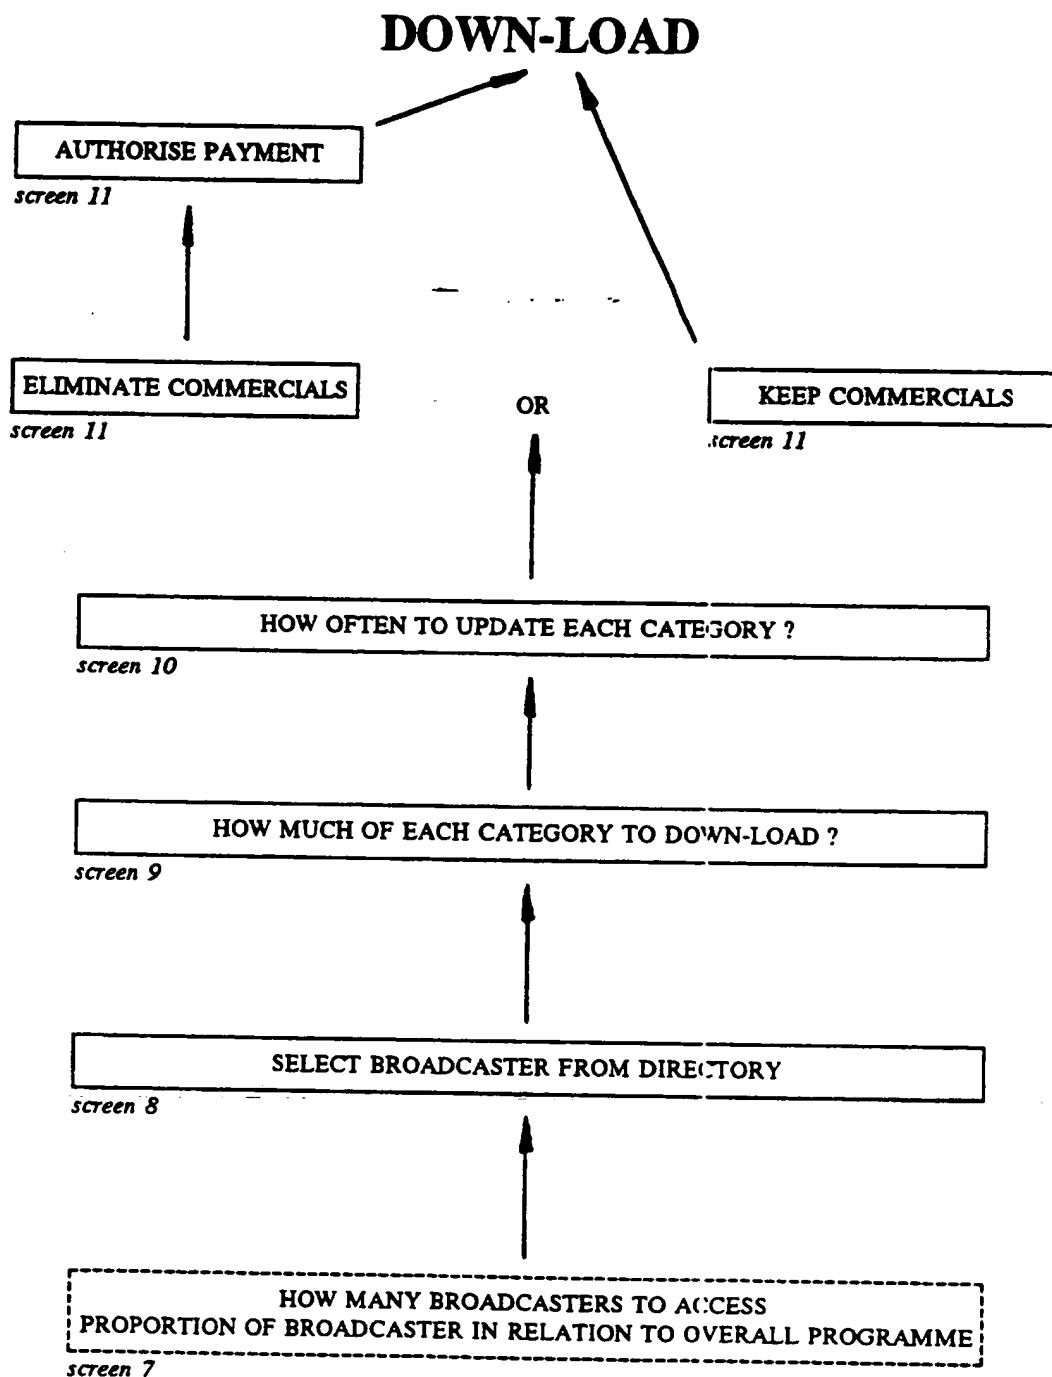 DOWN-LOAD
AUTHORISE PAYMENT
screen 11
ELIMINATE COMMERCIALS
screen 11
OR
KEEP COMMERCIALS
screen 11
HOW OFTEN TO UPDATE EACH CATEGORY ?
screen 10
HOW MUCH OF EACH CATEGORY TO DOWN-LOAD ?
screen 9
SELECT BROADCASTER FROM DIRECTORY
screen 8
HOW MANY BROADCASTERS TO ACCESS
PROPORTION OF BROADCASTER IN RELATION TO OVERALL PROGRAMME
screen 7